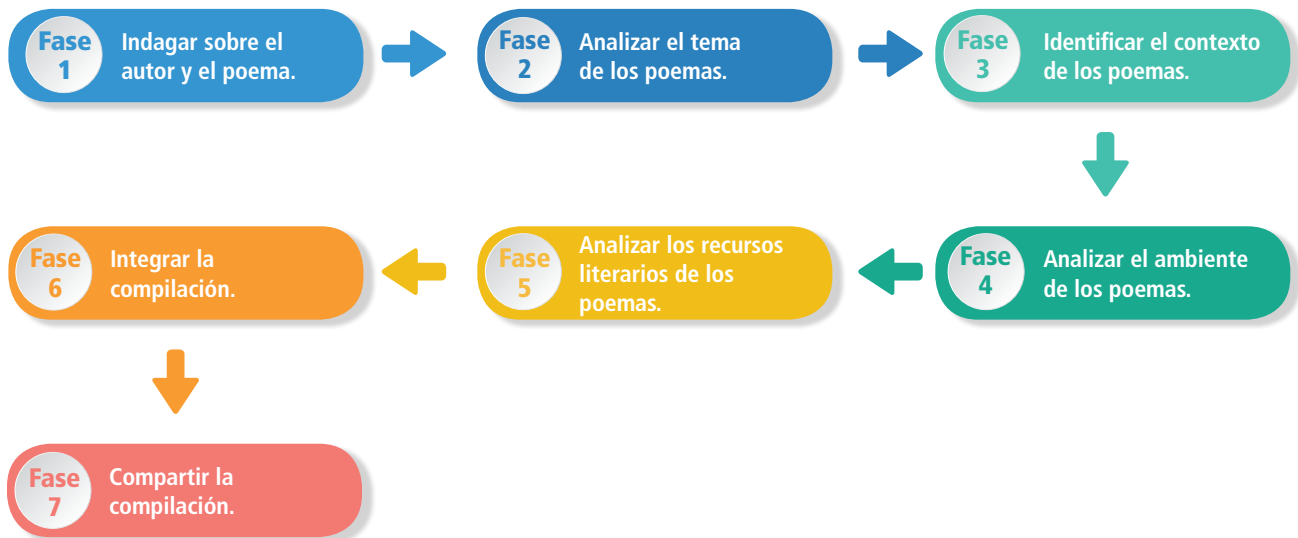 Fase
1
Indagar sobre el
autor y el poema.
Fase
2
Analizar el tema
de los poemas.
Fase
3
Identificar el contexto
de los poemas.
Fase
4
Analizar el ambiente
de los poemas.
Fase
5
Analizar los recursos
literarios de los
poemas.
Fase
6
Integrar la
compilación.
Fase
7
Compartir la
compilación.